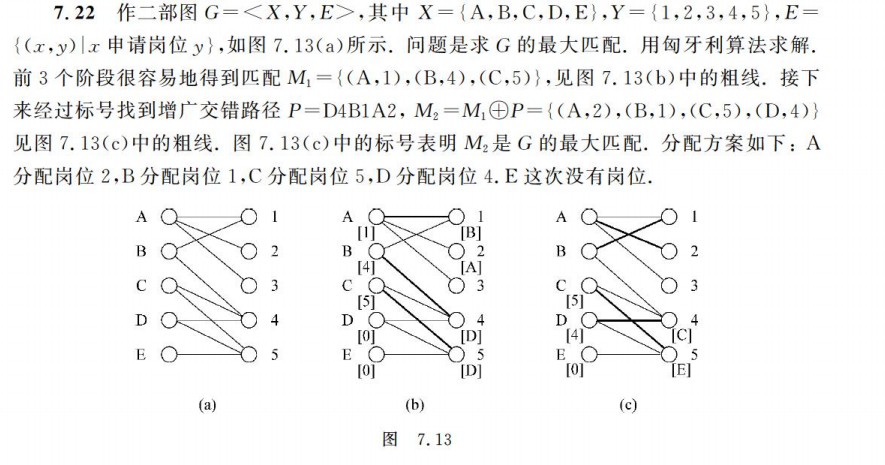 7.22 作二部图 G=<X,Y,E>,其中 X={A,B,C,D,E},Y={1,2,3,4,5},E=
{(x,y)|x 申请岗位 y},如图 7.13(a)所示. 问题是求 G 的最大匹配. 用匈牙利算法求解.
前 3 个阶段很容易地得到匹配 M₁={(A,1),(B,4),(C,5)},见图 7.13(b)中的粗线. 接下
来经过标号找到增广交错路径 P=D4B1A2, M₂=M₁⊕P={(A,2),(B,1),(C,5),(D,4)}
见图 7.13(c)中的粗线. 图 7.13(c)中的标号表明 M₂是 G 的最大匹配. 分配方案如下: A
分配岗位 2,B 分配岗位 1,C 分配岗位 5,D 分配岗位 4. E 这次没有岗位.
A 1 A 1 A 1
[1] [B]
B 2 B 2 B 2
[4] [A]
C 3 C 3 C 3
[5] [5]
D 4 D 4 D 4
[0] [D] [4] [C]
E 5 E 5 E 5
[0] [D] [0] [E]
(a) (b) (c)
图 7.13